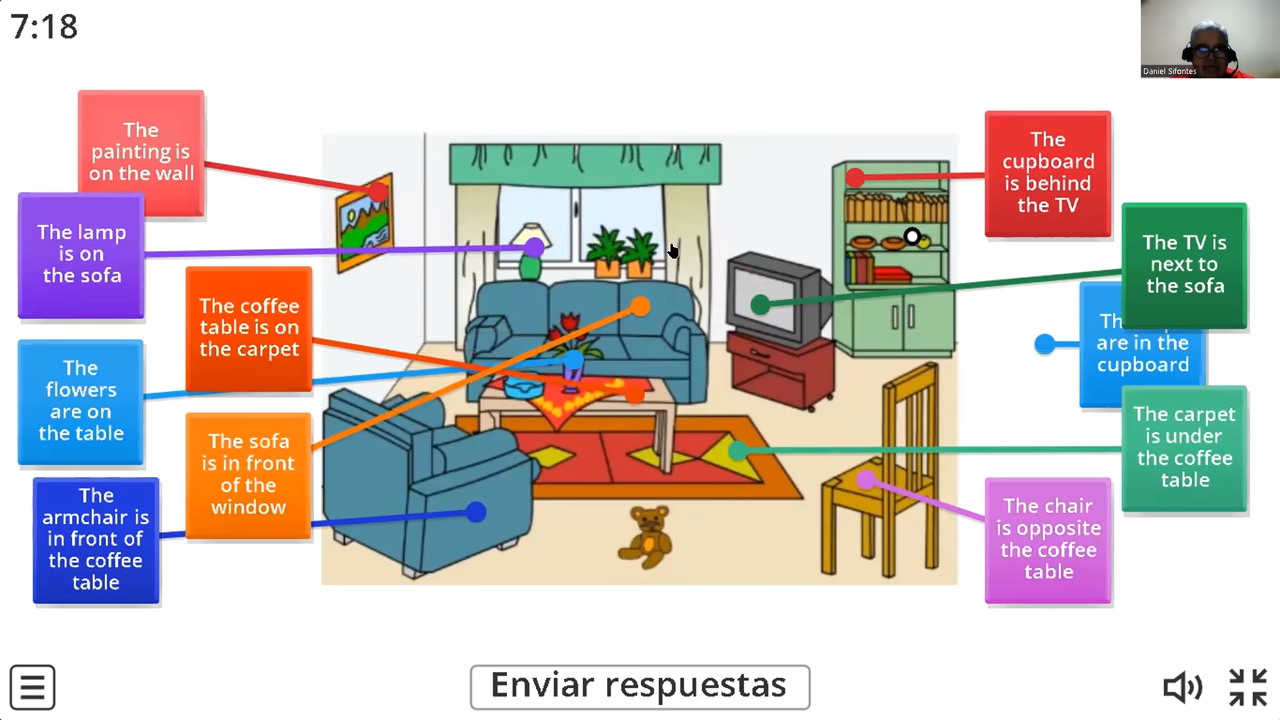 7:18
Daniel Sifontes
The
painting is
on the wall
The lamp
is on
the sofa
The coffee
table is on
the carpet
The
flowers
are on
the table
The sofa
is in front
of the
window
The
armchair is
in front of
the coffee
table
The
cupboard
is behind
the TV
The TV is
next to
the sofa
are in the
cupboard
The carpet
is under
the coffee
table
The chair
is opposite
the coffee
table
Enviar respuestas